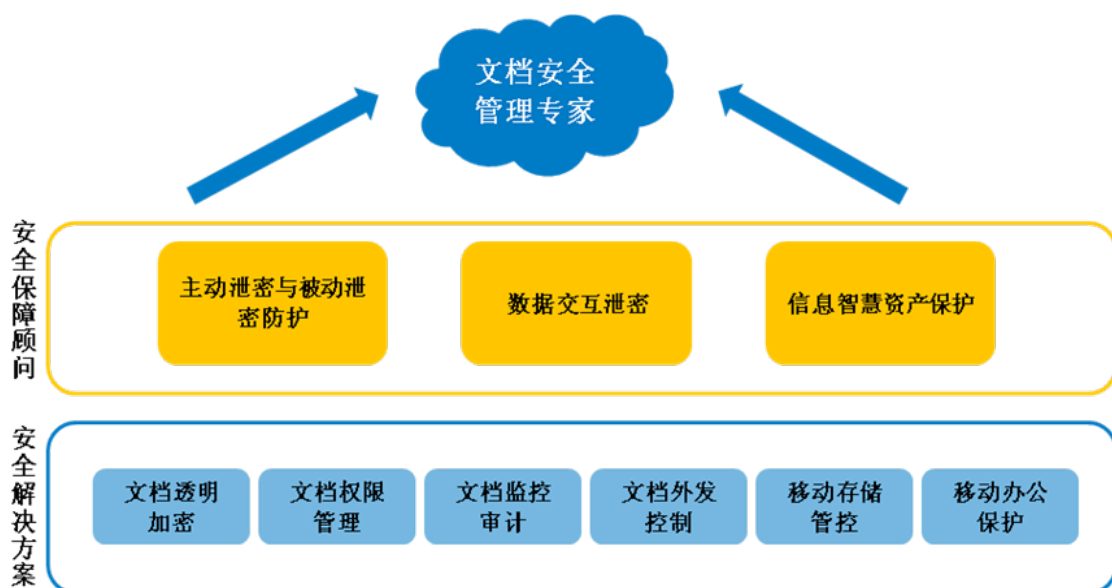 文档安全
管理专家
安全保障顾问
主动泄密与被动泄
密防护
数据交互泄密
信息智慧资产保护
安全解决方案
文档透明
加密
文档权限
管理
文档监控
审计
文档外发
控制
移动存储
管控
移动办公
保护